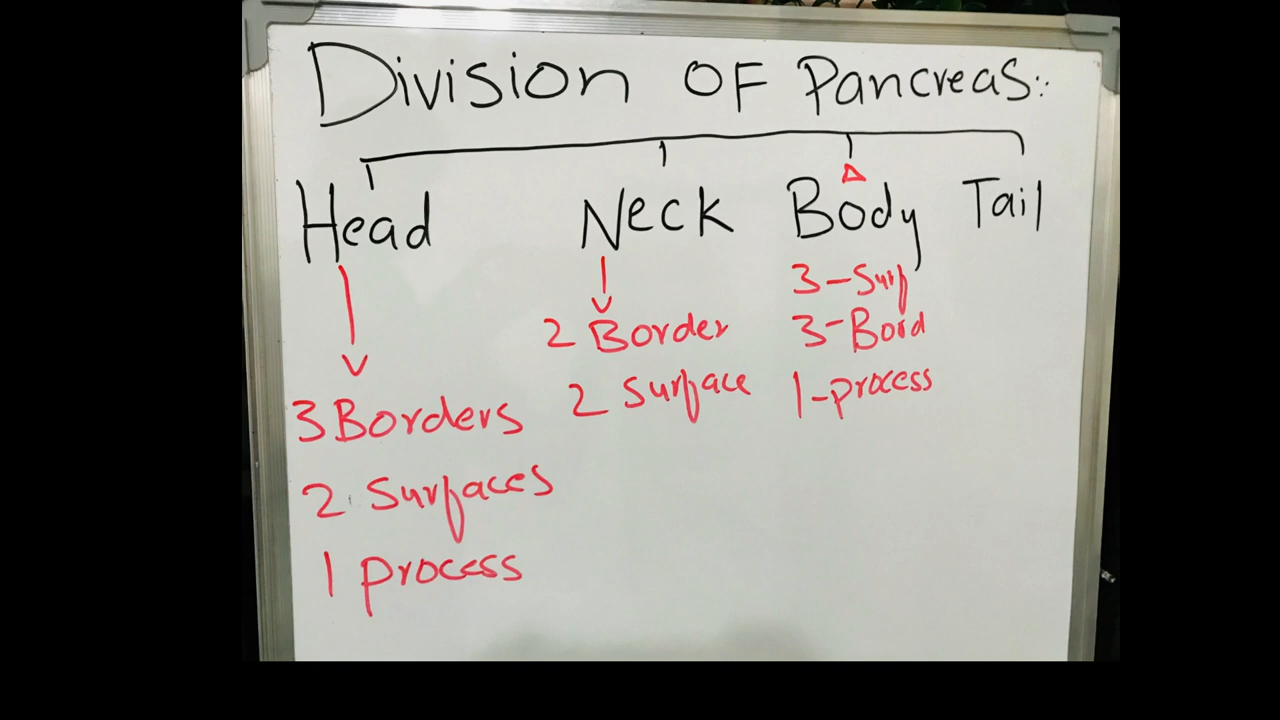 Division OF Pancreas:
Head Neck Body Tail
3 Borders
2 Surfaces
1 process
2 Border
2 Surface
3-Surf
3-Bord
1-process